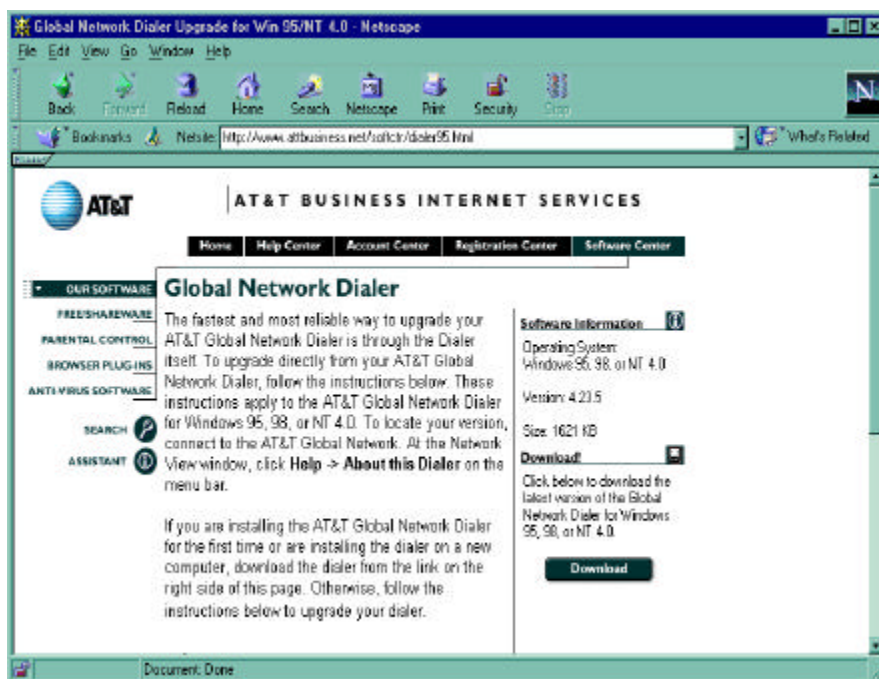 Global Network Dialer Upgrade for Win 95/NT 4.0 - Netscape
File Edit View Go Window Help
Back Forward Reload Home Search Netscape Print Security Stop
N
Bookmarks Netsite: http://www.attbusiness.net/softctr/dialer95.html What's Related
AT&T
AT&T BUSINESS INTERNET SERVICES
Home Help Center Account Center Registration Center Software Center
OUR SOFTWARE
FREE/SHAREWARE
PARENTAL CONTROL
BROWSER PLUG-INS
ANTI-VIRUS SOFTWARE
SEARCH
ASSISTANT
Global Network Dialer
The fastest and most reliable way to upgrade your
AT&T Global Network Dialer is through the Dialer
itself. To upgrade directly from your AT&T Global
Network Dialer, follow the instructions below. These
instructions apply to the AT&T Global Network Dialer
for Windows 95, 98, or NT 4.0. To locate your version,
connect to the AT&T Global Network. At the Network
View window, click Help -> About this Dialer on the
menu bar.
If you are installing the AT&T Global Network Dialer
for the first time or are installing the dialer on a new
computer, download the dialer from the link on the
right side of this page. Otherwise, follow the
instructions below to upgrade your dialer.
Software Information
Operating System:
Windows 95, 98, or NT 4.0
Version: 4.23.5
Size: 1621 KB
Download!
Click below to download the
latest version of the Global
Network Dialer for Windows
95, 98, or NT 4.0.
Download
Document: Done